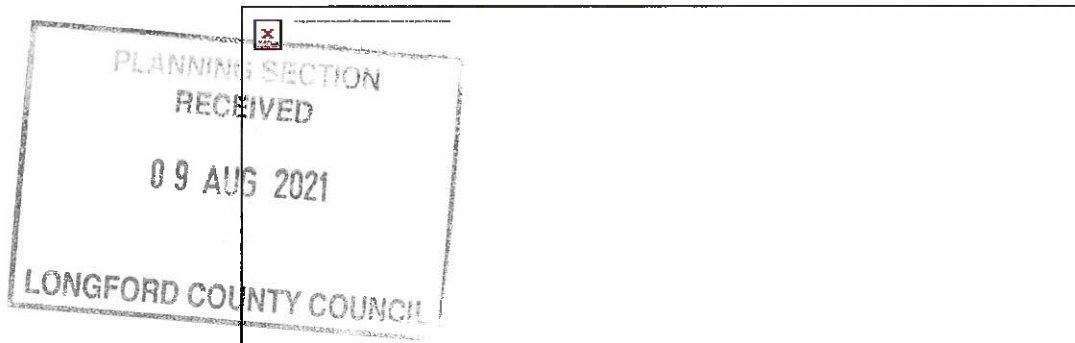 PLANNING SECTION
RECEIVED
09 AUG 2021
LONGFORD COUNTY COUNCIL